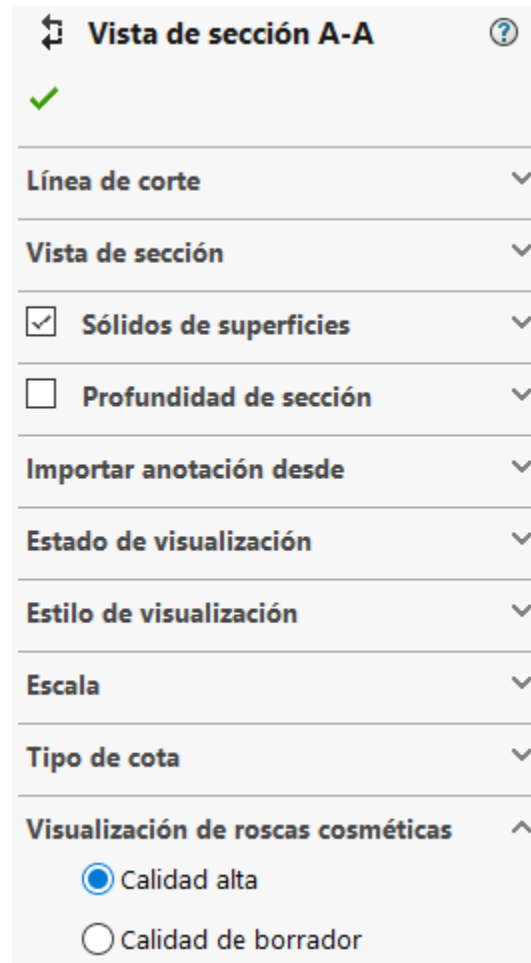 Vista de sección A-A
?
Línea de corte
Vista de sección
Sólidos de superficies
Profundidad de sección
Importar anotación desde
Estado de visualización
Estilo de visualización
Escala
Tipo de cota
Visualización de roscas cosméticas
Calidad alta
Calidad de borrador